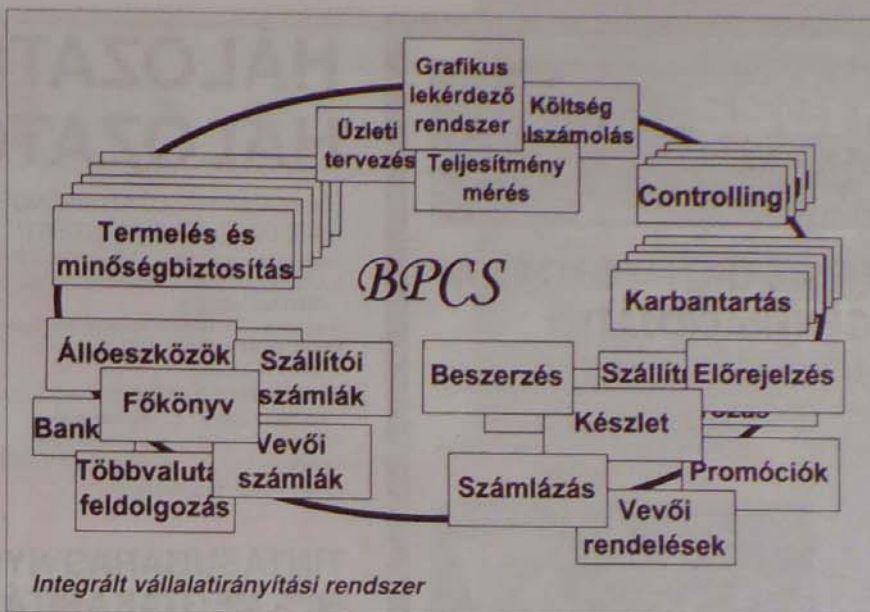 Grafikus
lekérdező
rendszer
Költség
elszámolás
Üzleti
tervezés
Teljesítmény
mérés
Controlling
Termelés és
minőségbiztosítás
BPCS
Karbantartás
Állóeszközök
Szállítói
számlák
Főkönyv
Bank
Vevői
számlák
Többvaluta
feldolgozás
Beszerzés
Előrejelzés
Készlet
Számlázás
Promóciók
Vevői
rendelések
Integrált vállalatirányítási rendszer